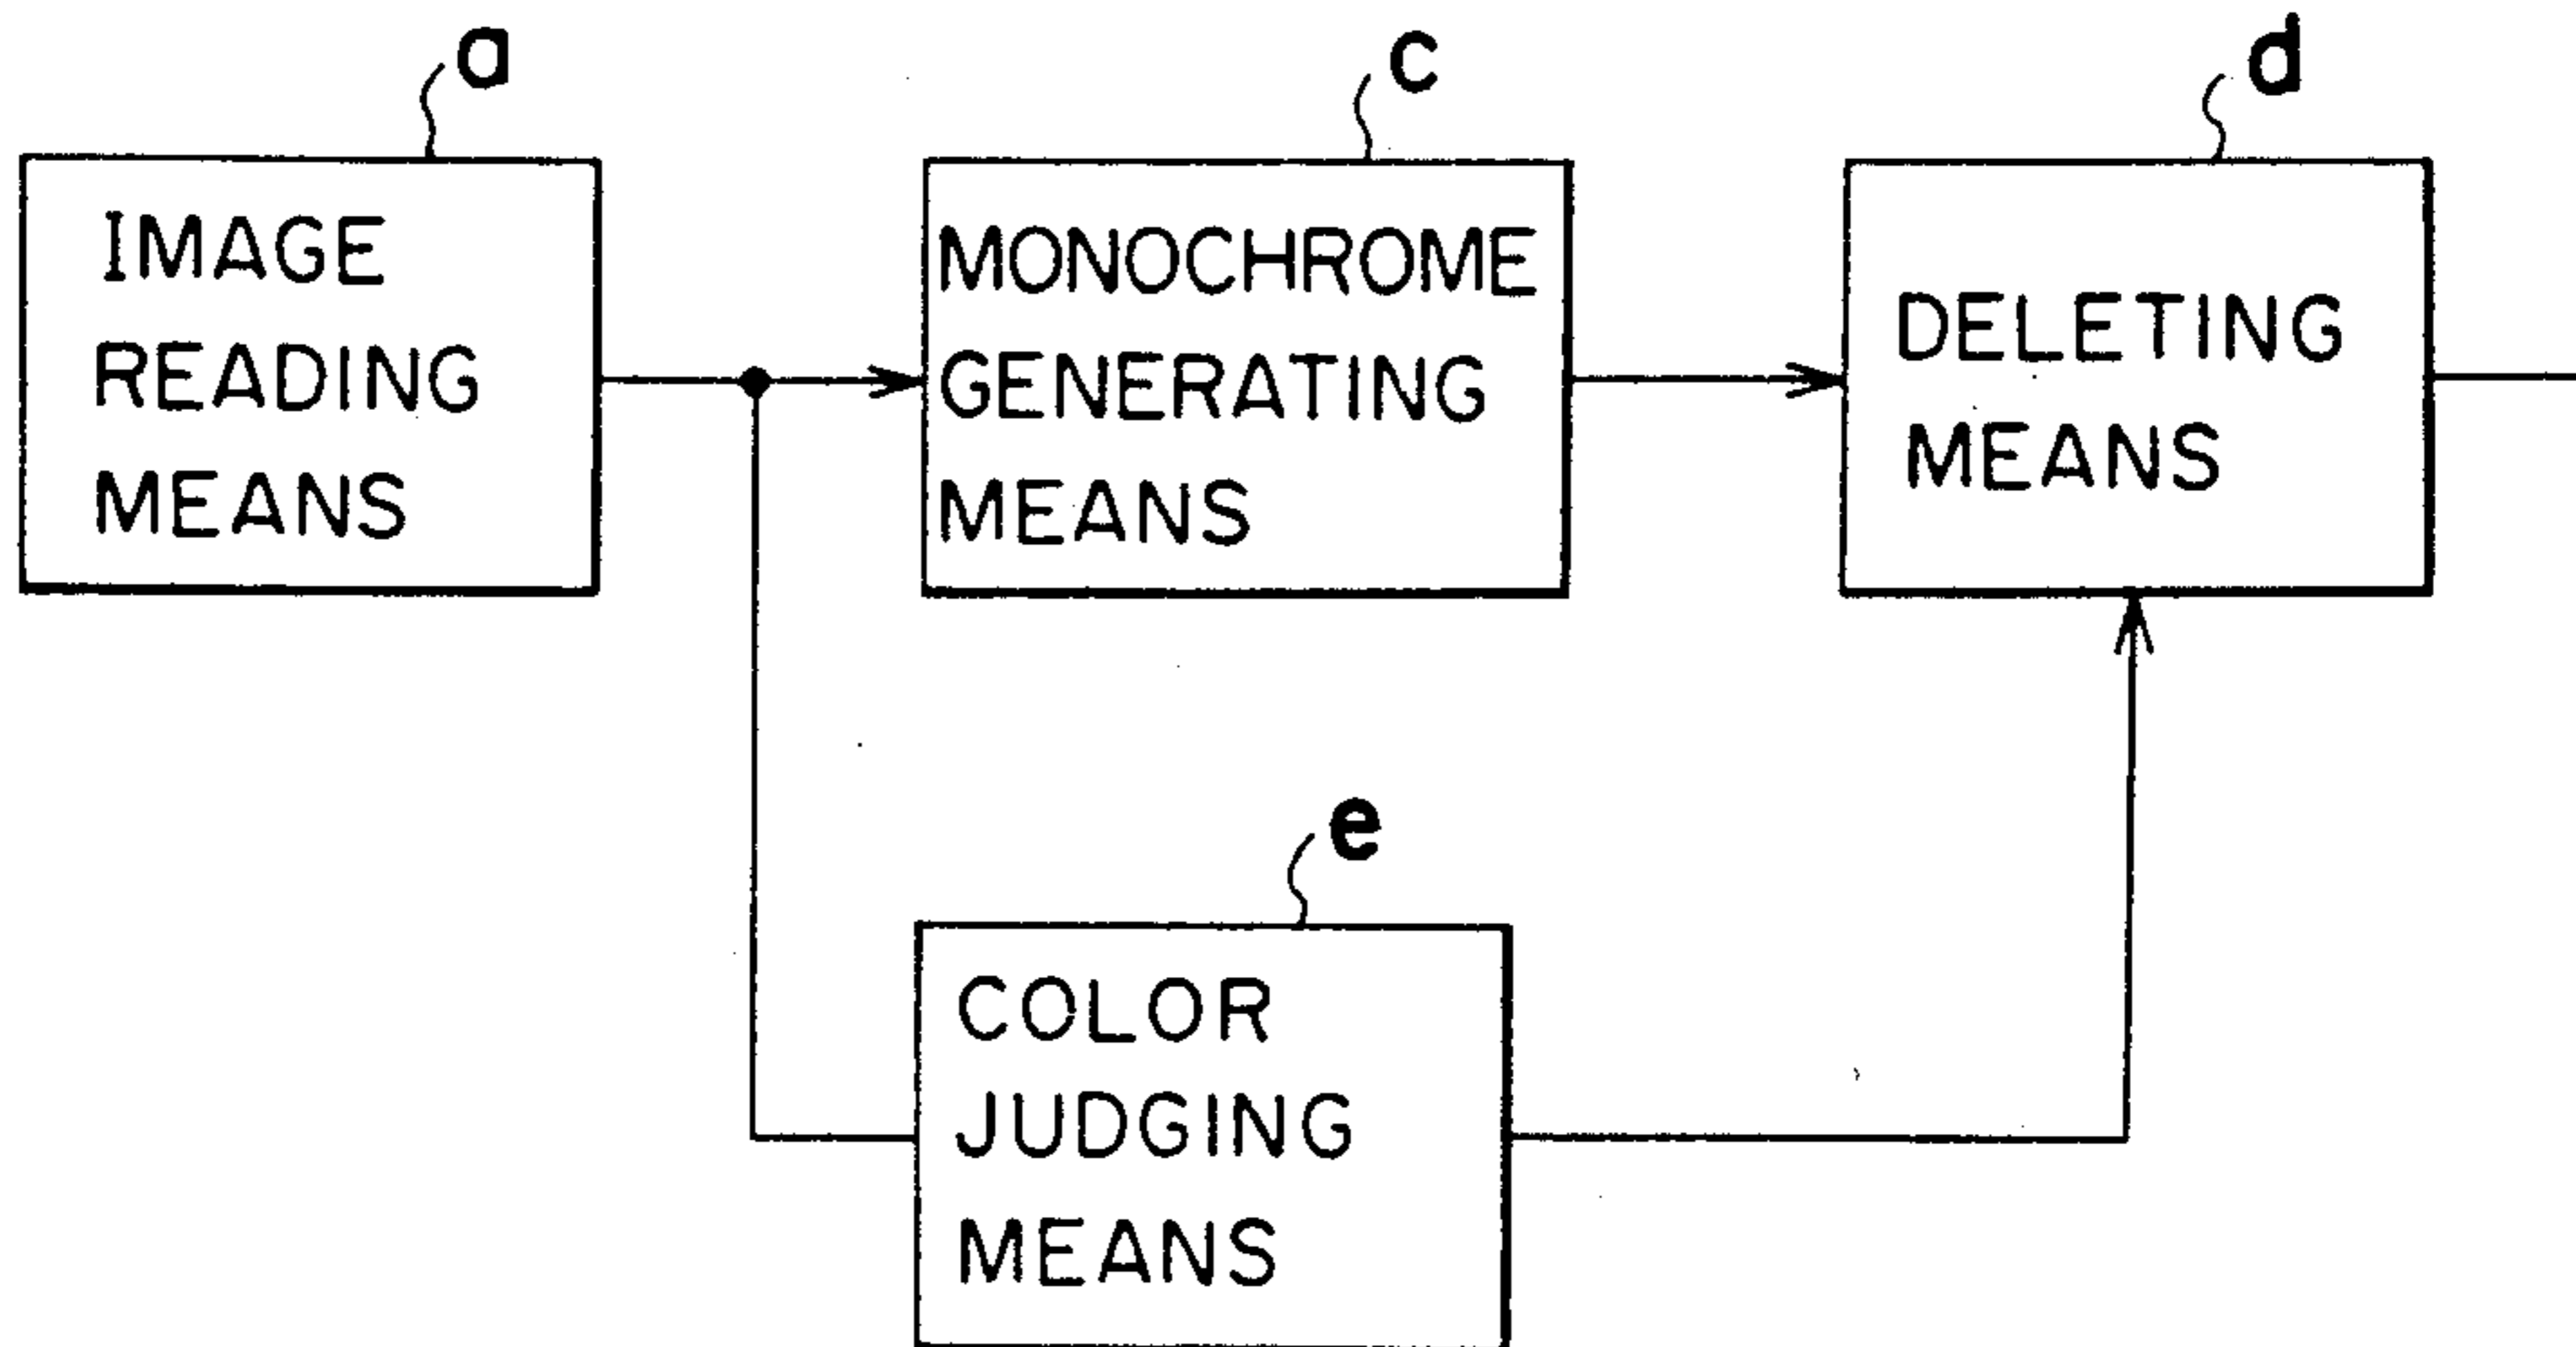 a
IMAGE
READING
MEANS
c
MONOCHROME
GENERATING
MEANS
d
DELETING
MEANS
e
COLOR
JUDGING
MEANS